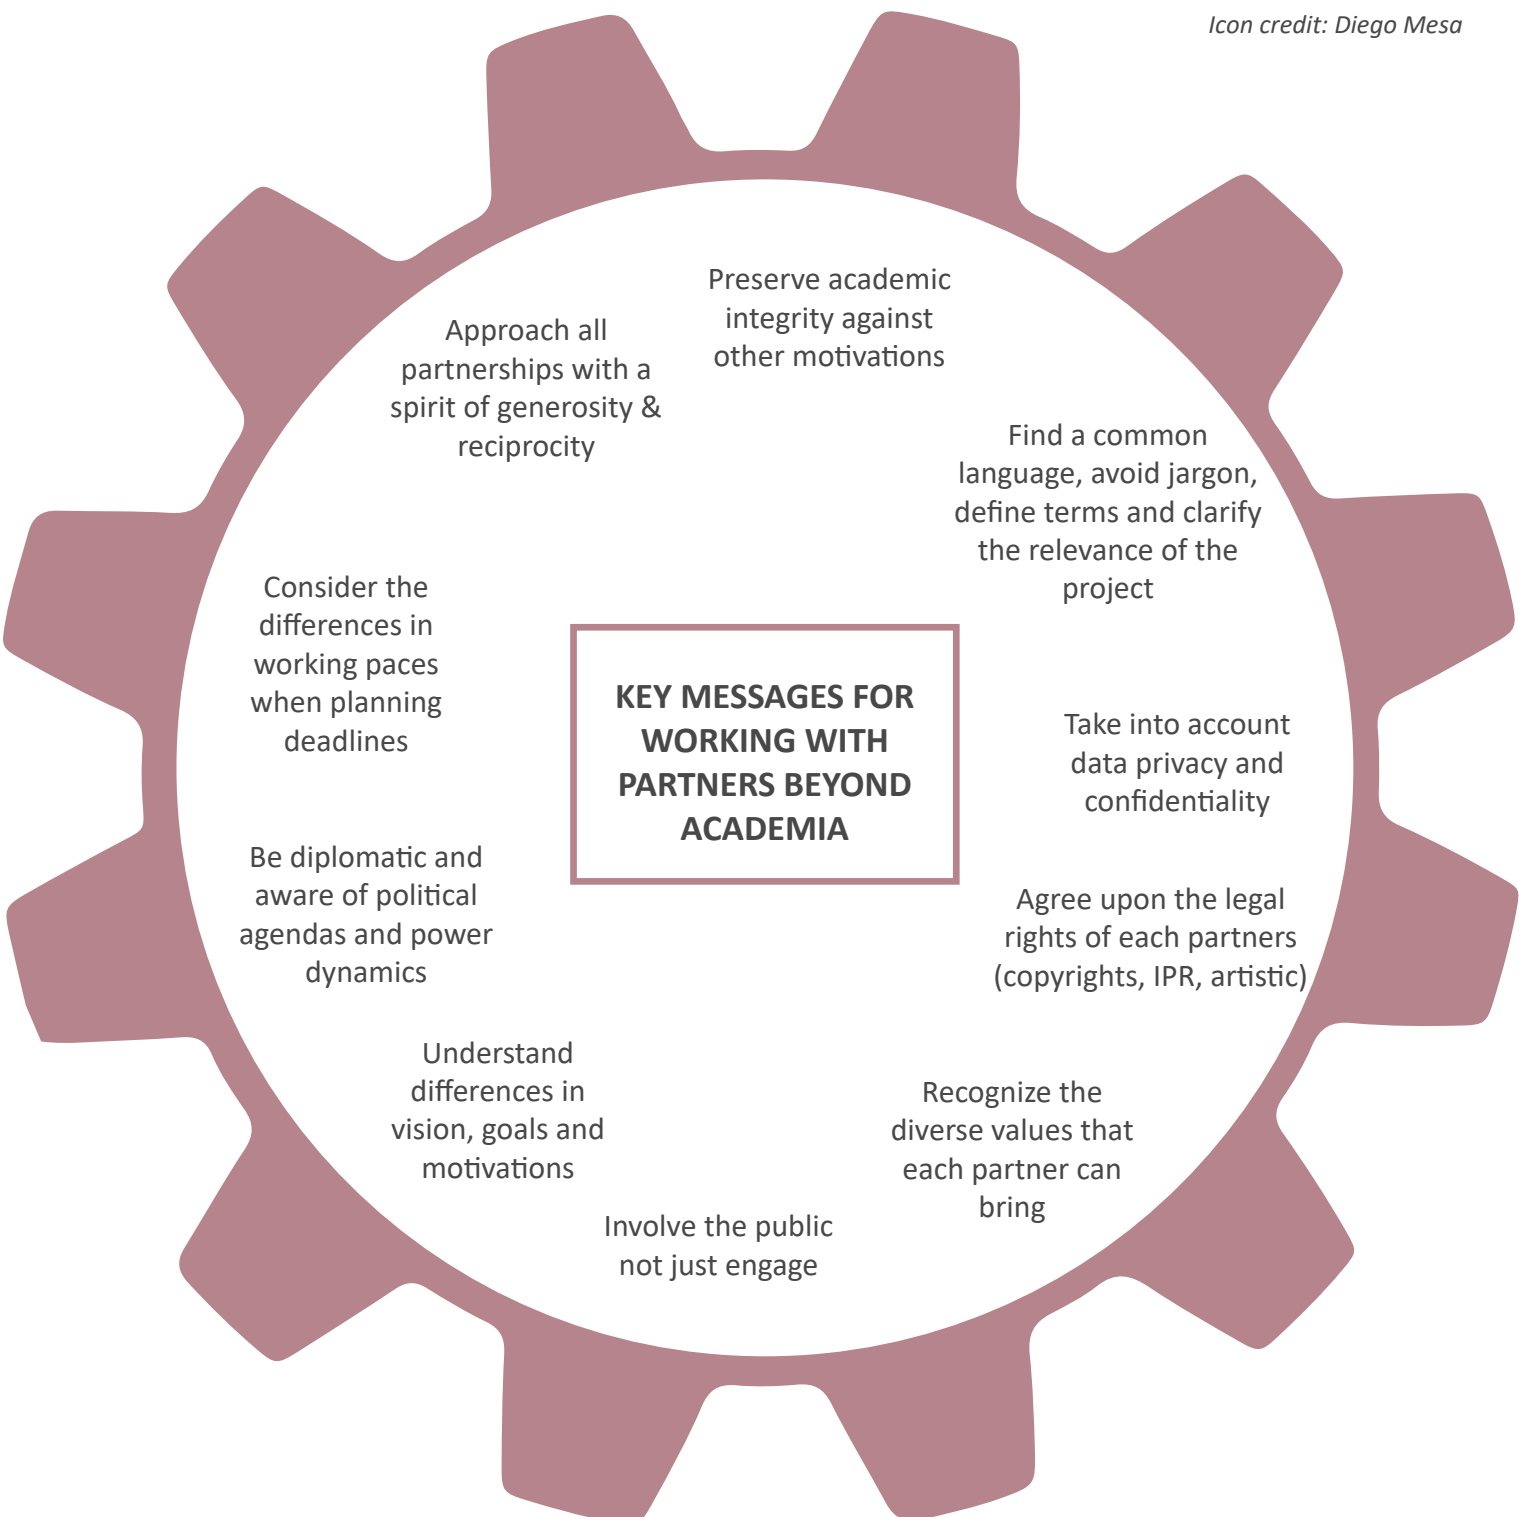 Icon credit: Diego Mesa
Preserve academic
integrity against
other motivations
Approach all
partnerships with a
spirit of generosity &
reciprocity
Find a common
language, avoid jargon,
define terms and clarify
the relevance of the
project
Consider the
differences in
working paces
when planning
deadlines
KEY MESSAGES FOR
WORKING WITH
PARTNERS BEYOND
ACADEMIA
Take into account
data privacy and
confidentiality
Be diplomatic and
aware of political
agendas and power
dynamics
Agree upon the legal
rights of each partners
(copyrights, IPR, artistic)
Understand
differences in
vision, goals and
motivations
Recognize the
diverse values that
each partner can
bring
Involve the public
not just engage